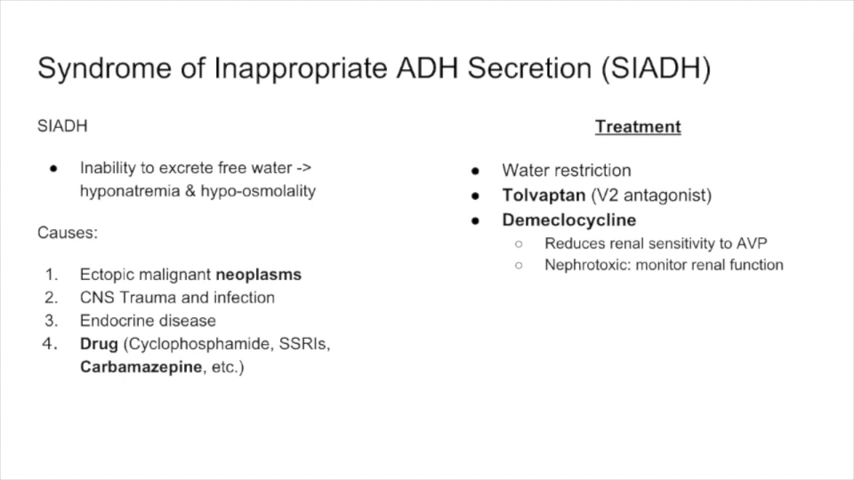 Syndrome of Inappropriate ADH Secretion (SIADH)
SIADH
● Inability to excrete free water ->
hyponatremia & hypo-osmolality
Causes:
1. Ectopic malignant neoplasms
2. CNS Trauma and infection
3. Endocrine disease
4. Drug (Cyclophosphamide, SSRIs,
Carbamazepine, etc.)
Treatment
● Water restriction
● Tolvaptan (V2 antagonist)
● Demeclocycline
○ Reduces renal sensitivity to AVP
○ Nephrotoxic: monitor renal function